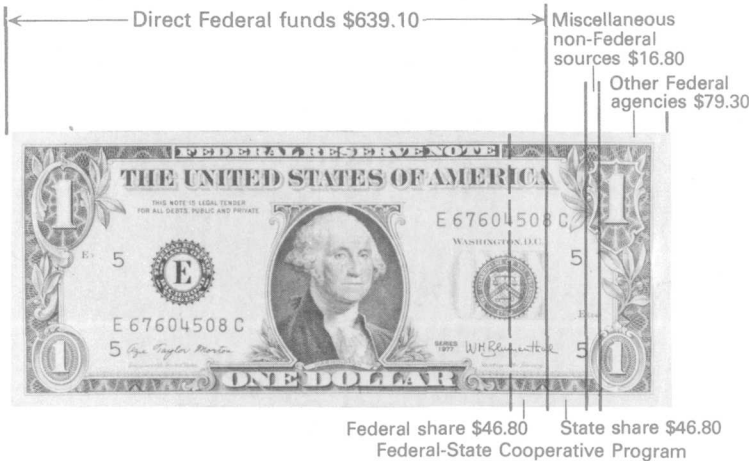 Direct Federal funds $639.10
Miscellaneous
non-Federal
sources $16.80
Other Federal
agencies $79.30
FEDERAL RESERVE NOTE
THE UNITED STATES OF AMERICA
THIS NOTE IS LEGAL TENDER
FOR ALL DEBTS, PUBLIC AND PRIVATE
1
1
E 67604508 C
WASHINGTON, D.C.
5
5
E
E 67604508 C
5
SERIES
1977
5
1
1
ONE DOLLAR
Federal share $46.80
State share $46.80
Federal-State Cooperative Program